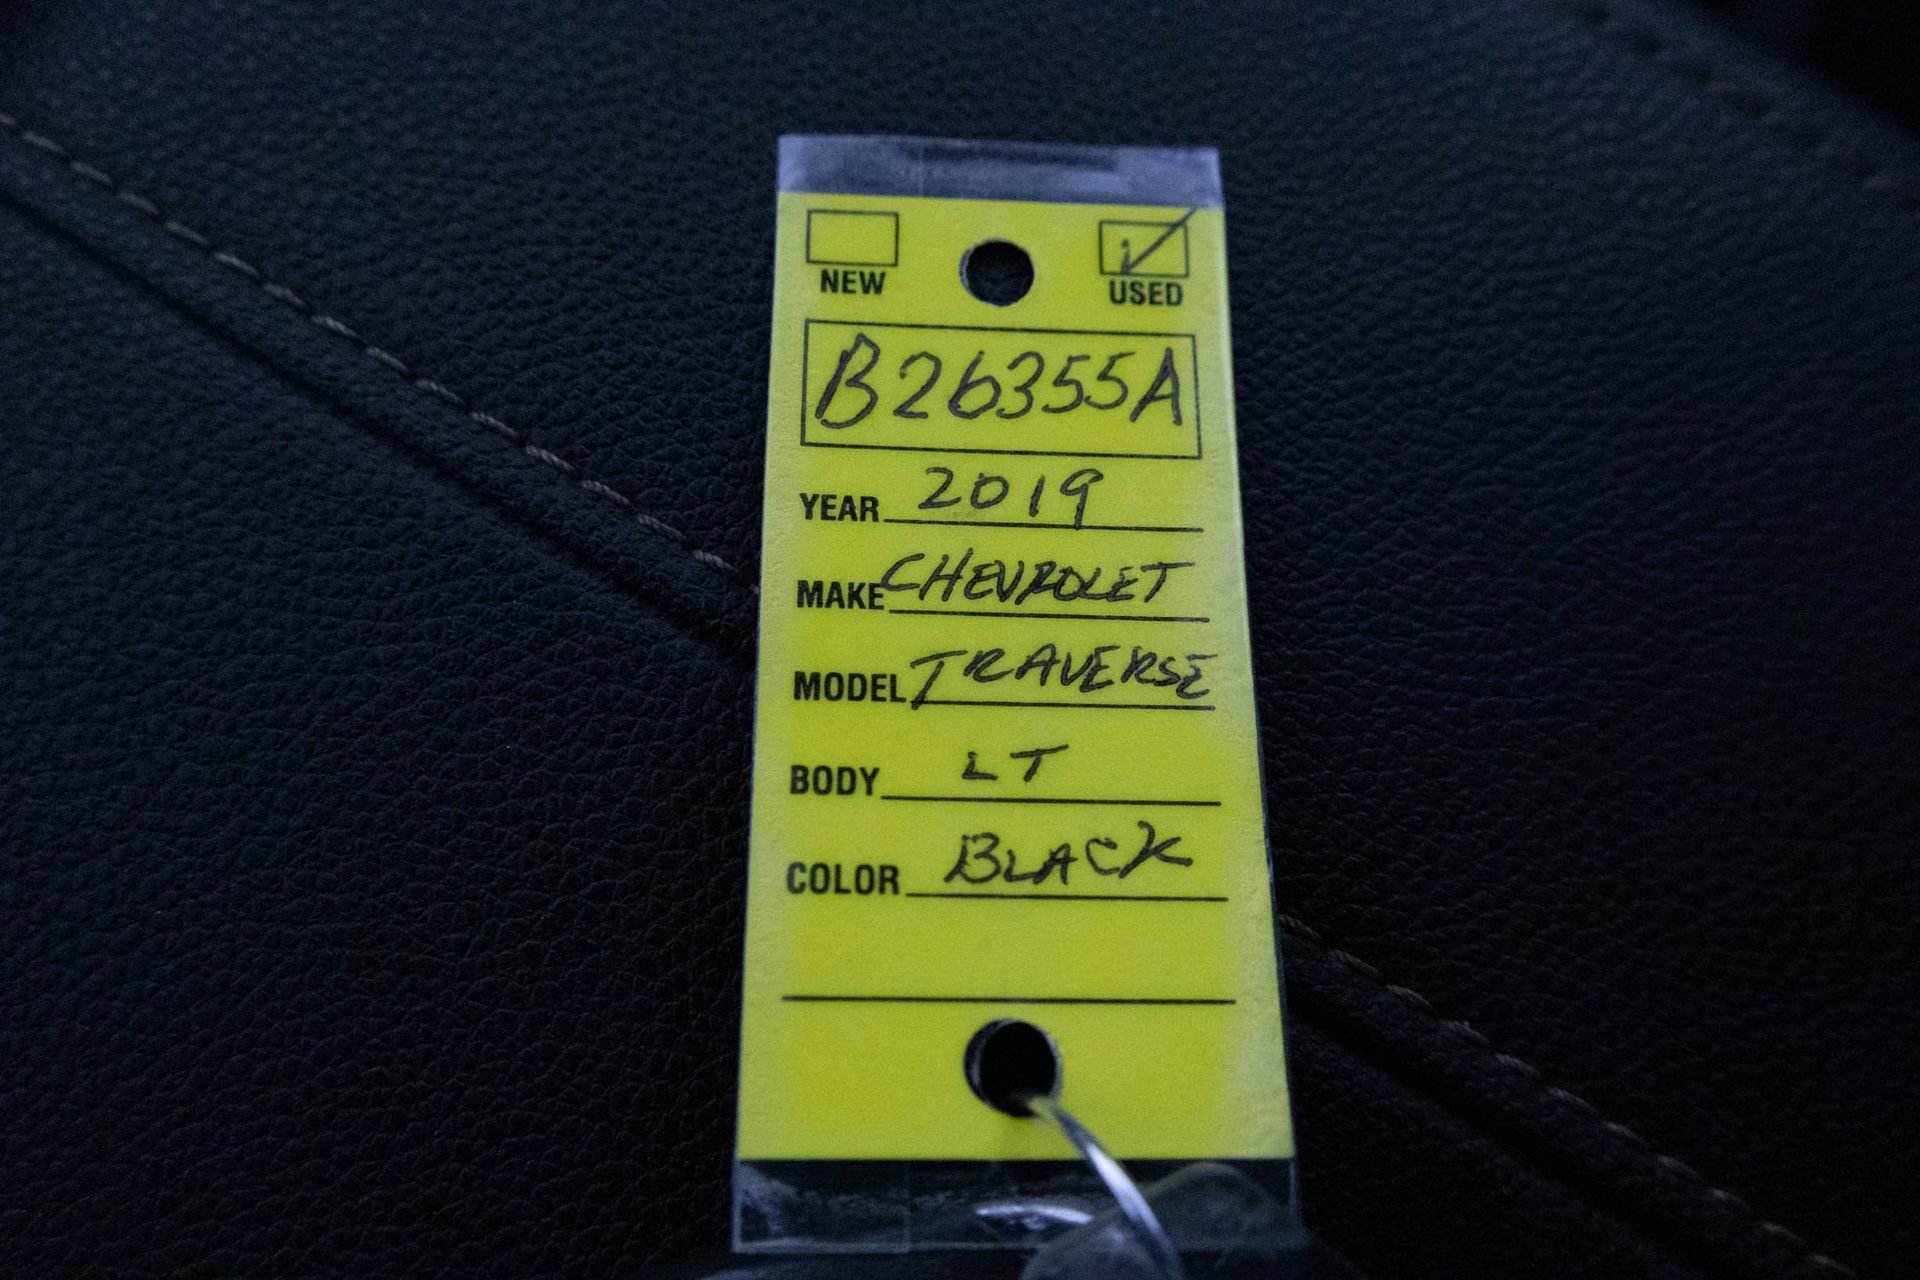 NEW USED
B26355A
YEAR 2019
MAKE CHEVROLET
MODEL TRAVERSE
BODY LT
COLOR BLACK